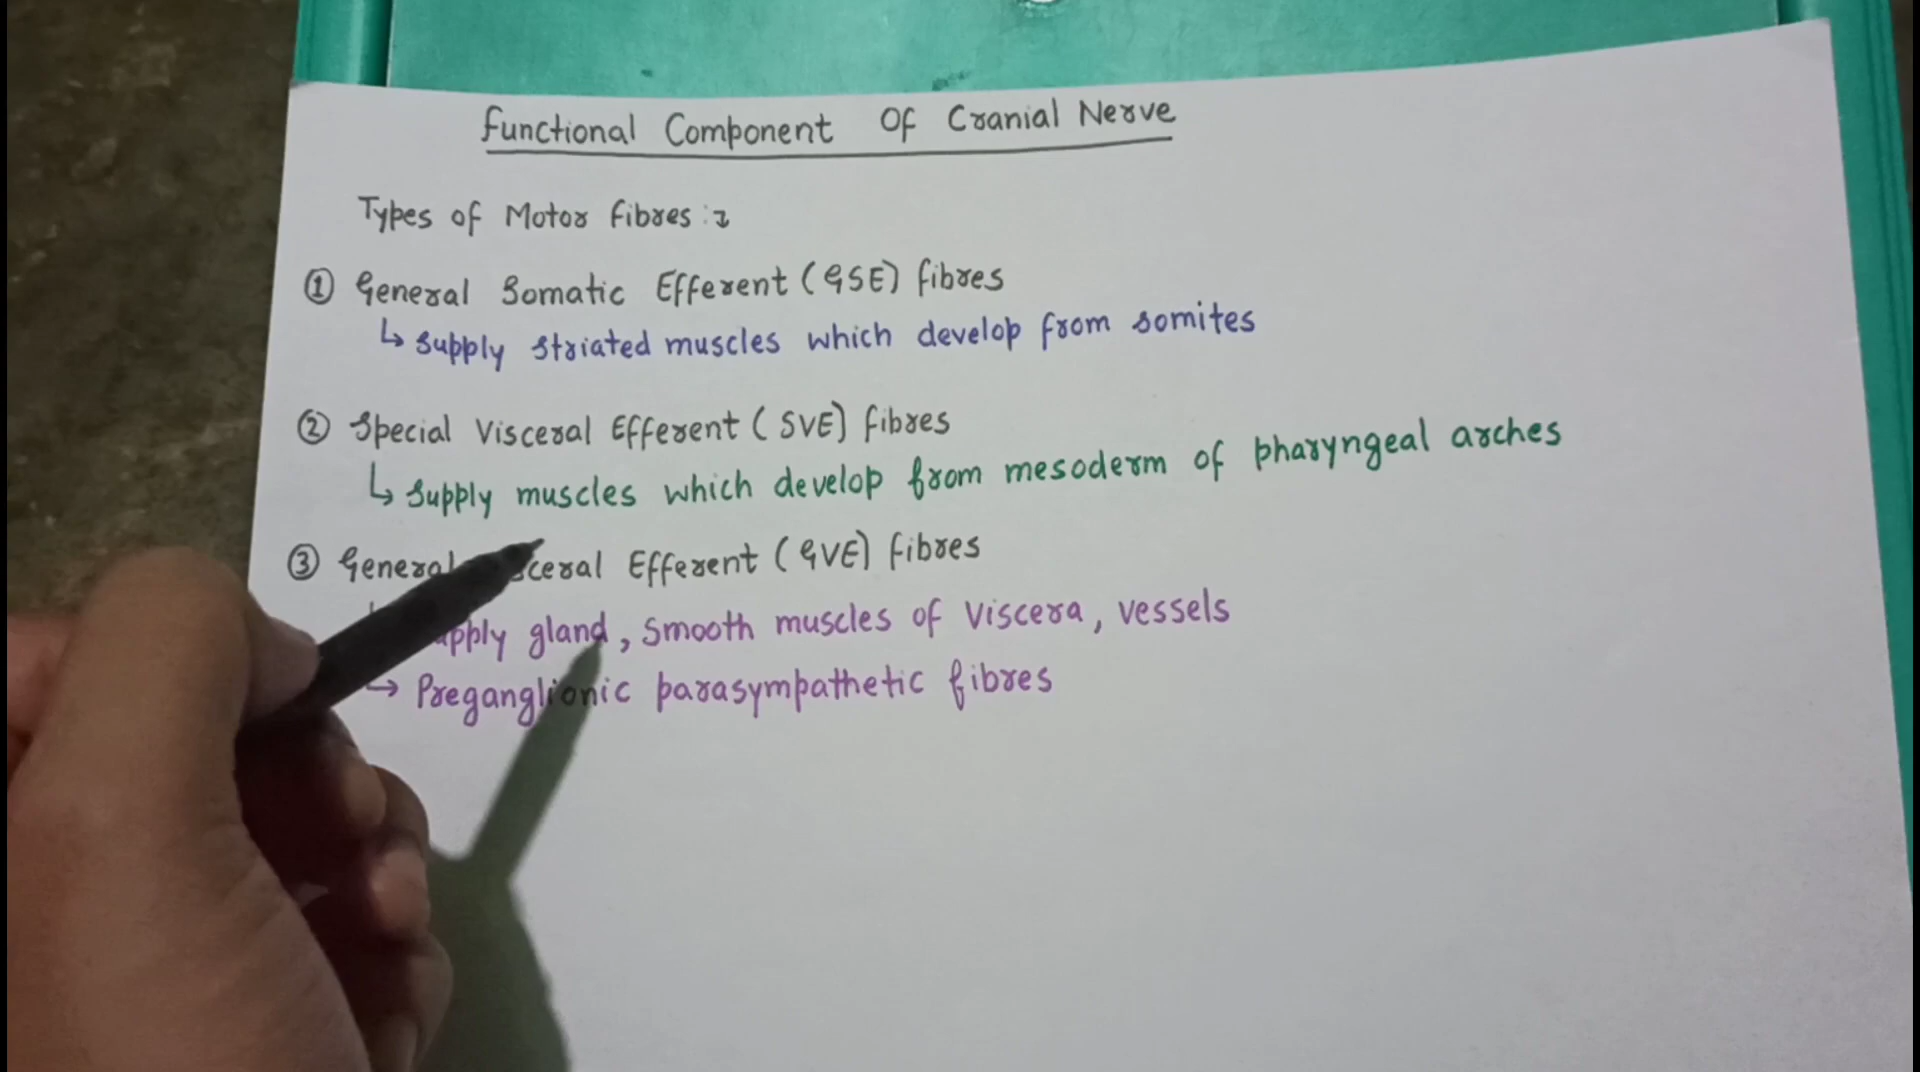 Functional Component Of Cranial Nerve
Types of Motor fibres :
① General Somatic Efferent (GSE) fibres
↳ supply striated muscles which develop from somites
② Special Visceral Efferent (SVE) fibres
↳ supply muscles which develop from mesoderm of pharyngeal arches
③ General Efferent (GVE) fibres
gland, smooth muscles of viscera, vessels
→ Preganglionic parasympathetic fibres